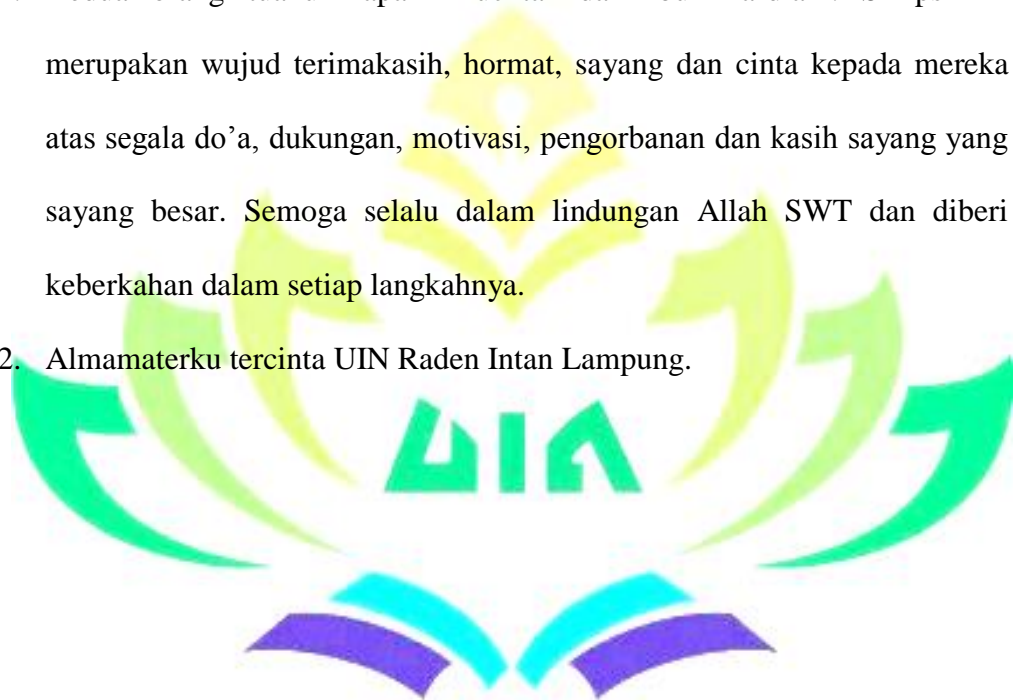 merupakan wujud terimakasih, hormat, sayang dan cinta kepada mereka
atas segala do’a, dukungan, motivasi, pengorbanan dan kasih sayang yang
sayang besar. Semoga selalu dalam lindungan Allah SWT dan diberi
keberkahan dalam setiap langkahnya.
2. Almamaterku tercinta UIN Raden Intan Lampung.
UIN